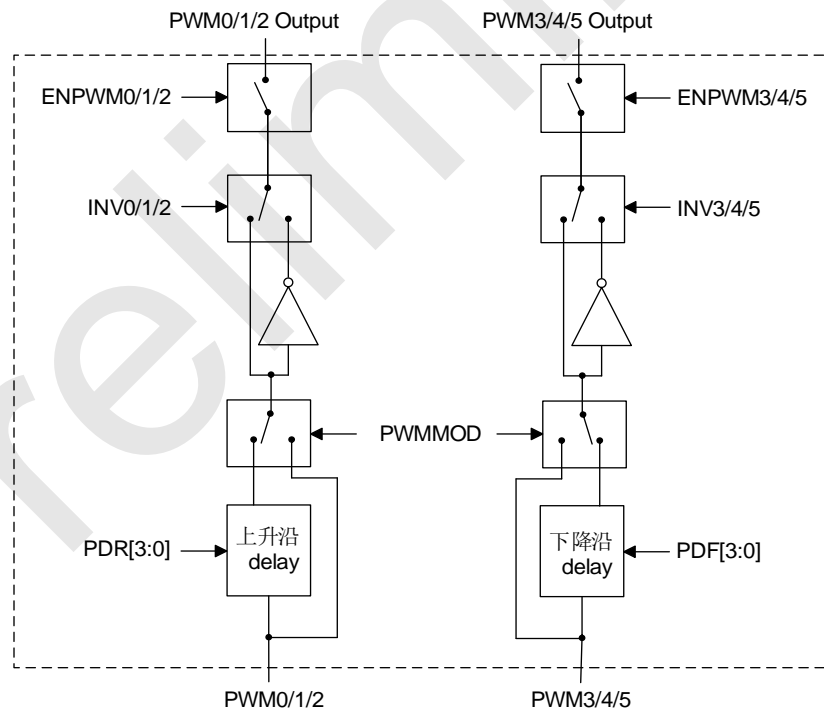 PWM0/1/2 Output
PWM3/4/5 Output
ENPWM0/1/2
ENPWM3/4/5
INV0/1/2
INV3/4/5
PWMMOD
PDR[3:0]
上升沿
delay
下降沿
delay
PDF[3:0]
PWM0/1/2
PWM3/4/5
relim